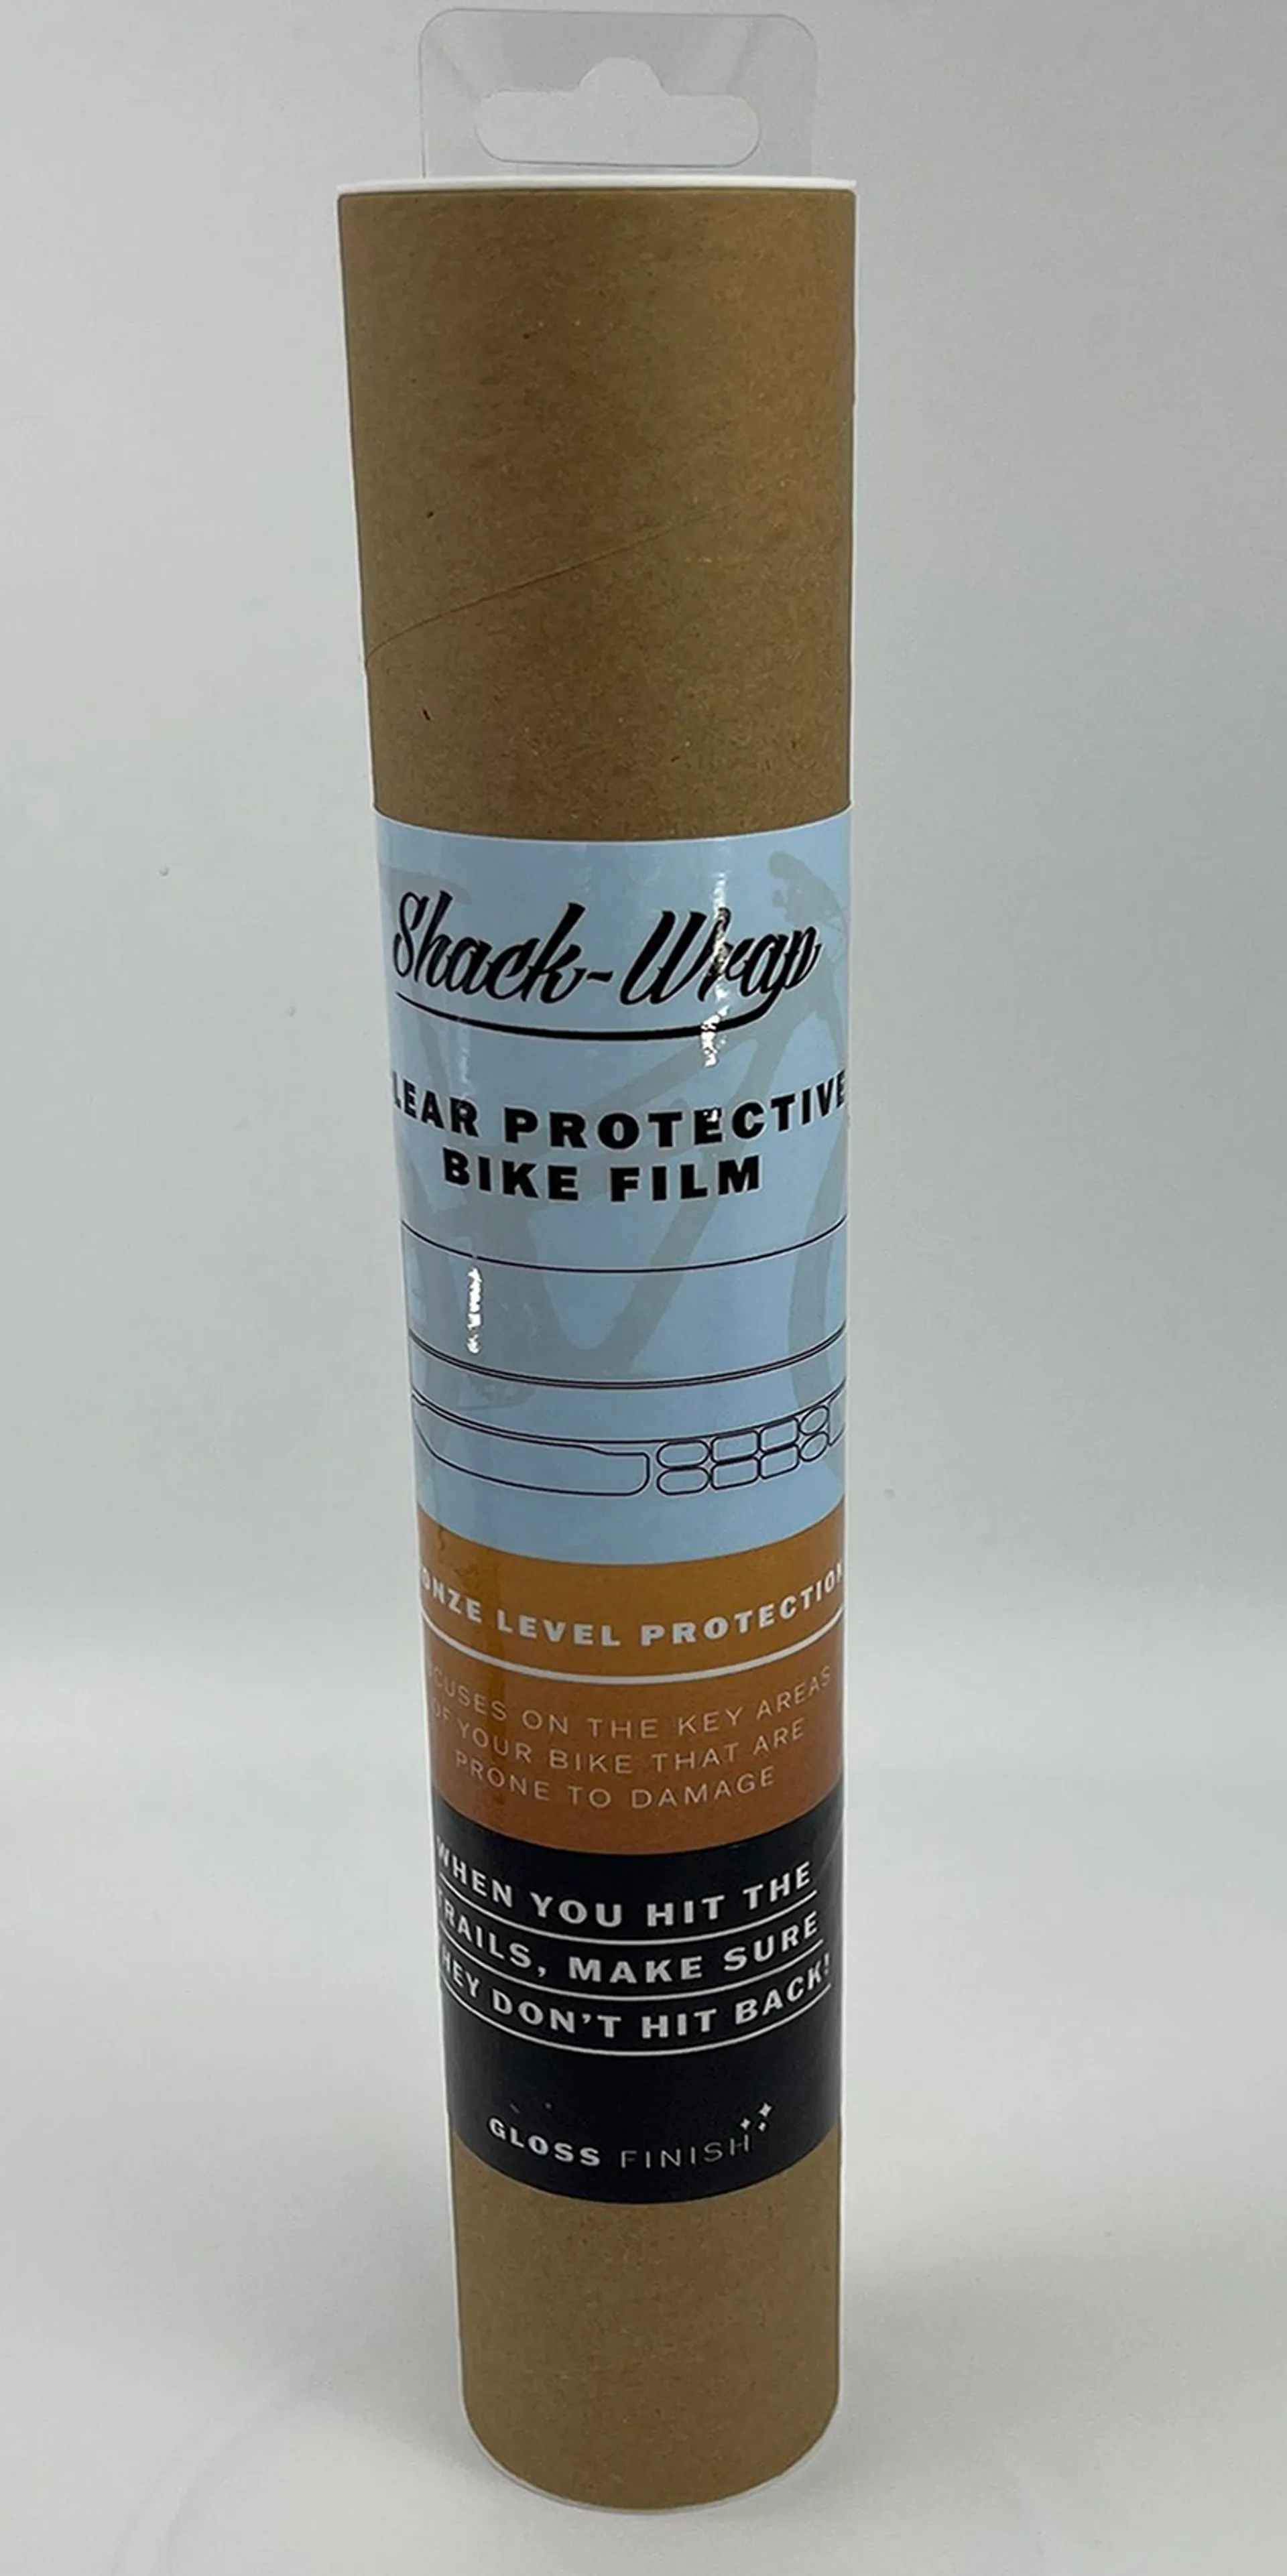 Shack-Wrap
LEAR PROTECTIVE
BIKE FILM
ONZE LEVEL PROTECTION
CUSES ON THE KEY AREAS
OF YOUR BIKE THAT ARE
PRONE TO DAMAGE
WHEN YOU HIT THE
TRAILS, MAKE SURE
HEY DON'T HIT BACK!
GLOSS FINISH